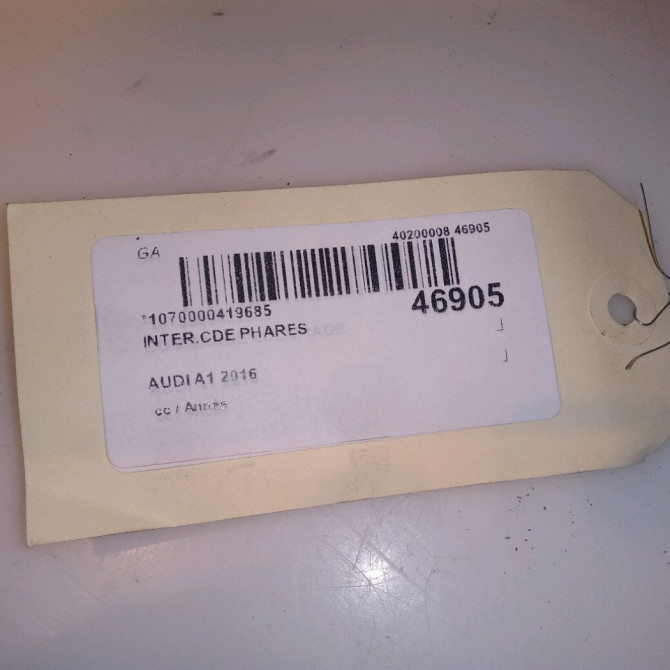 GA
40200008 46905
*1070000419685
46905
INTER.CDE PHARES
AUDI A1 2016
cc / Années